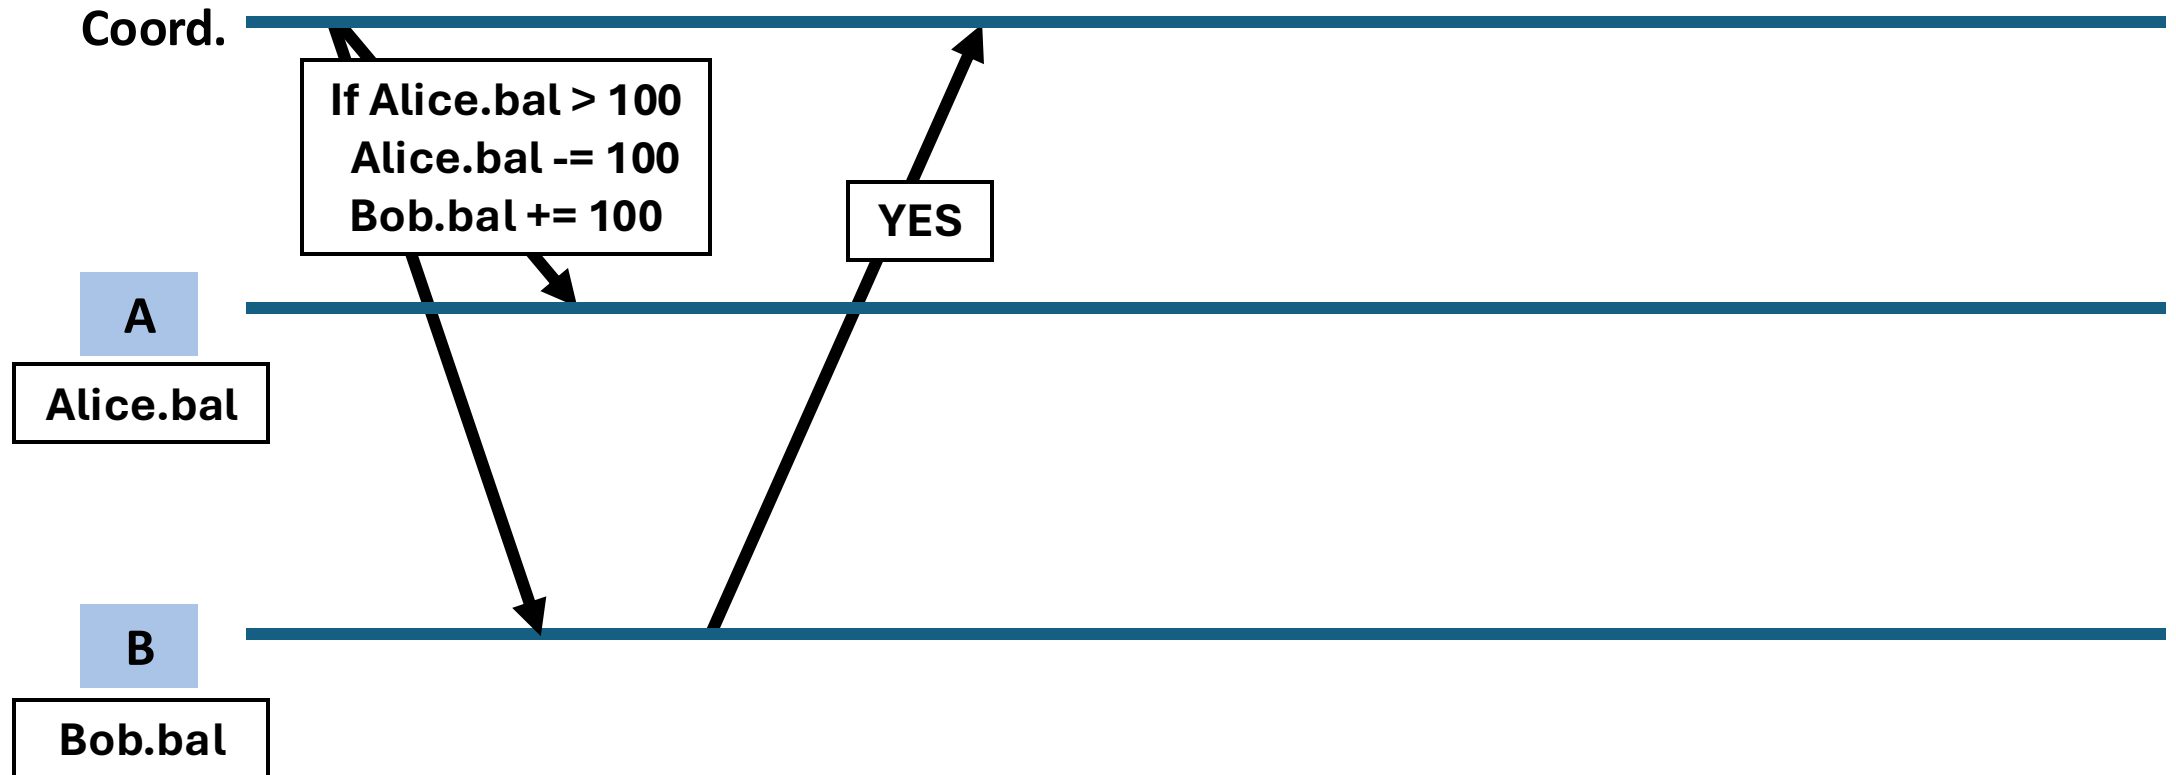 Coord.
If Alice.bal > 100
Alice.bal -= 100
Bob.bal += 100
YES
A
Alice.bal
B
Bob.bal